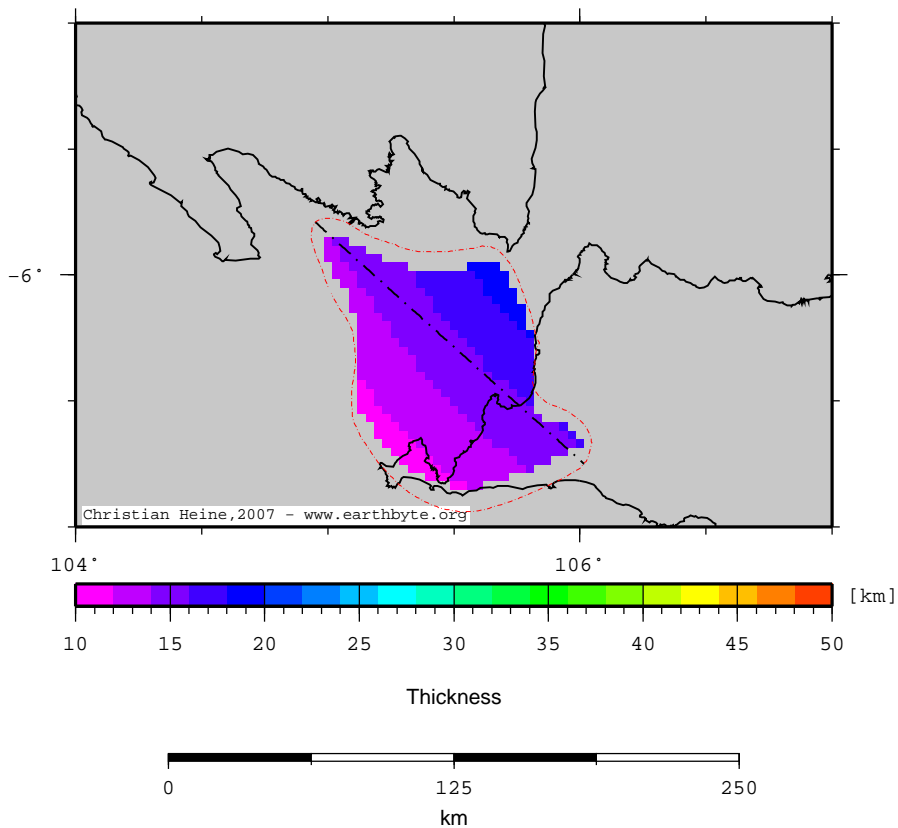 -6°
Christian Heine,2007 - www.earthbyte.org
104° 106°
[km]
10 15 20 25 30 35 40 45 50
Thickness
0 125 250
km